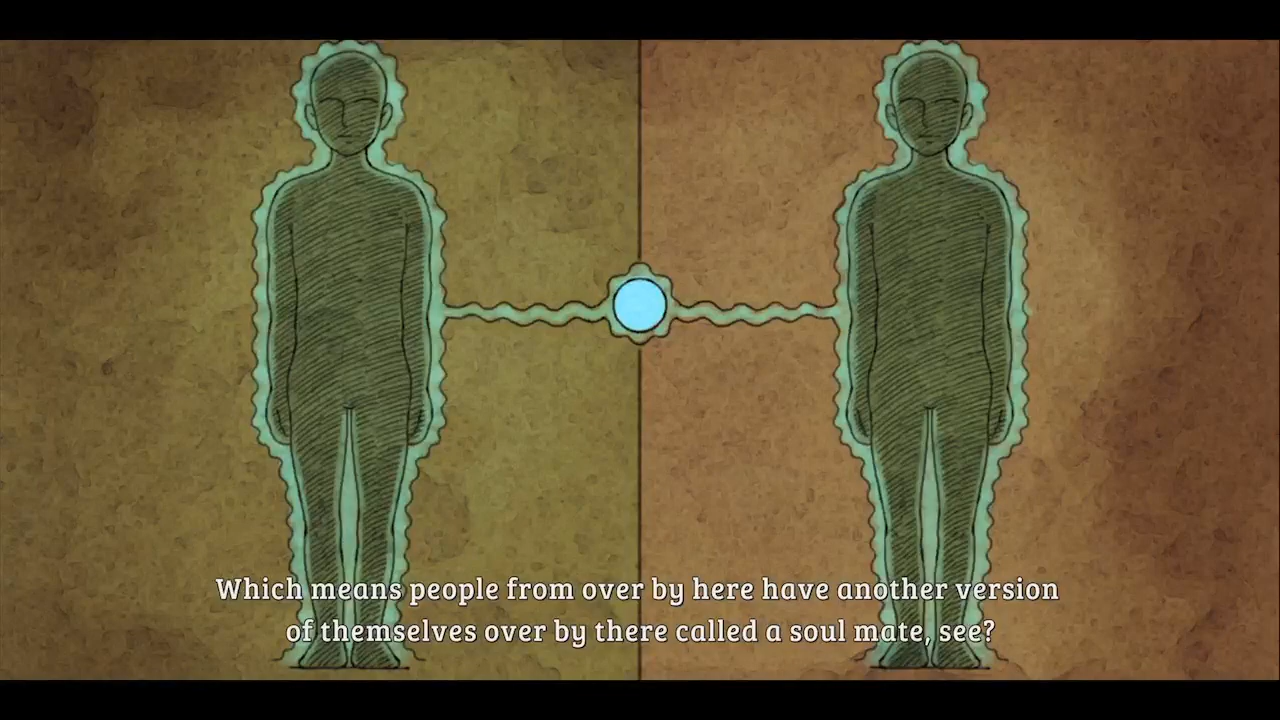 Which means people from over by here have another version
of themselves over by there called a soul mate, see?